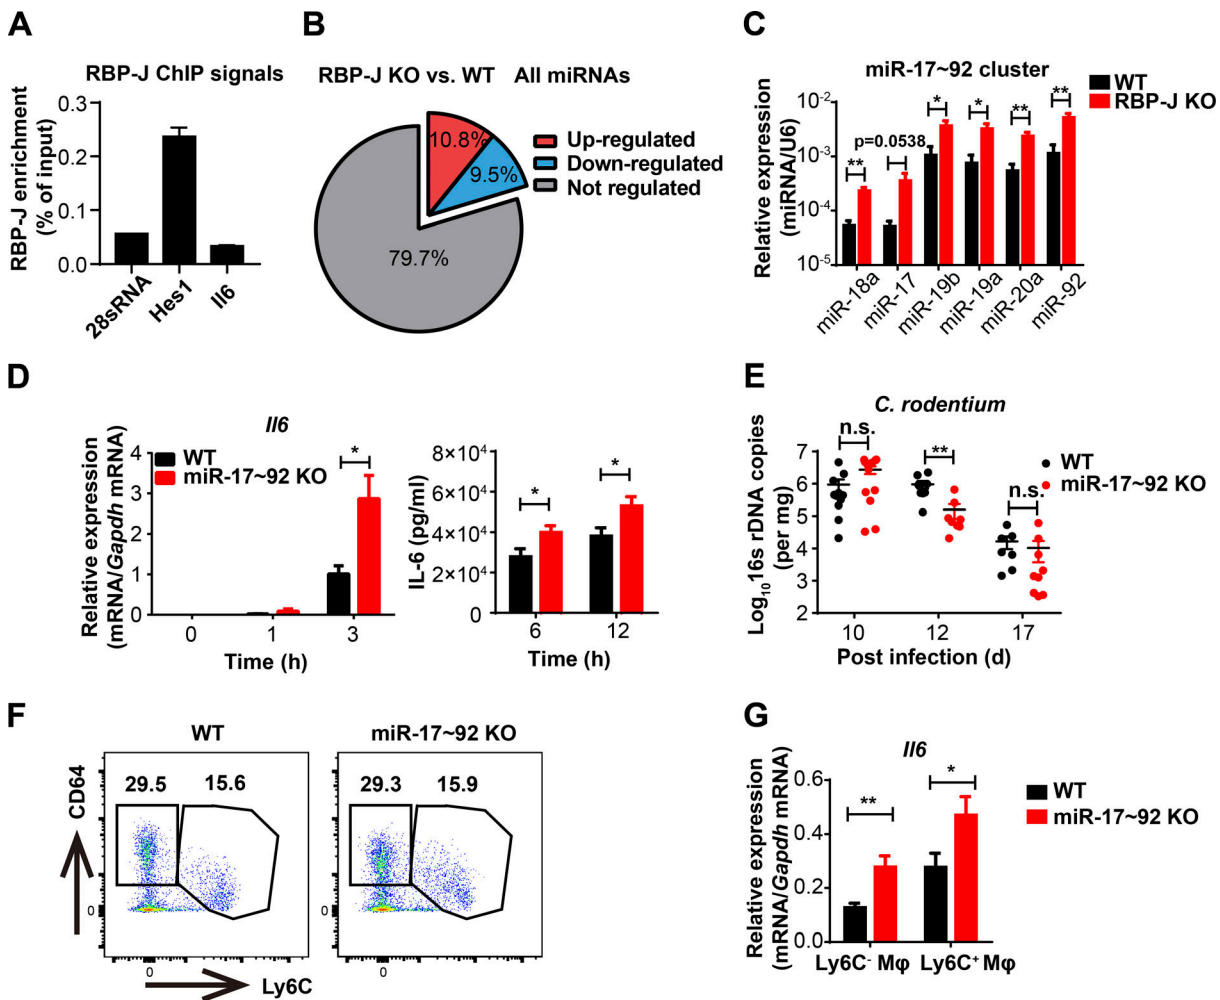 A
RBP-J ChIP signals
RBP-J enrichment
(% of input)
0.3
0.2
0.1
0.0
28sRNA
Hes1
Il6
B
RBP-J KO vs. WT All miRNAs
10.8%
9.5%
79.7%
Up-regulated
Down-regulated
Not regulated
C
miR-17~92 cluster
WT
RBP-J KO
Relative expression
(miRNA/U6)
10-2
10-3
10-4
10-5
**
p=0.0538
*
*
**
**
miR-18a
miR-17
miR-19b
miR-19a
miR-20a
miR-92
D
Il6
WT
miR-17~92 KO
Relative expression
(mRNA/Gapdh mRNA)
4
3
2
1
0
*
0
1
3
Time (h)
IL-6 (pg/ml)
8×10⁴
6×10⁴
4×10⁴
2×10⁴
0
*
*
6
12
Time (h)
E
C. rodentium
WT
miR-17~92 KO
Log₁₀16s rDNA copies
(per mg)
7
6
5
4
3
2
n.s.
**
n.s.
10
12
17
Post infection (d)
F
WT
miR-17~92 KO
CD64
29.5
15.6
0
0
29.3
15.9
0
0
Ly6C
G
Il6
WT
miR-17~92 KO
Relative expression
(mRNA/Gapdh mRNA)
0.6
0.4
0.2
0.0
**
*
Ly6C⁻ Mφ
Ly6C⁺ Mφ